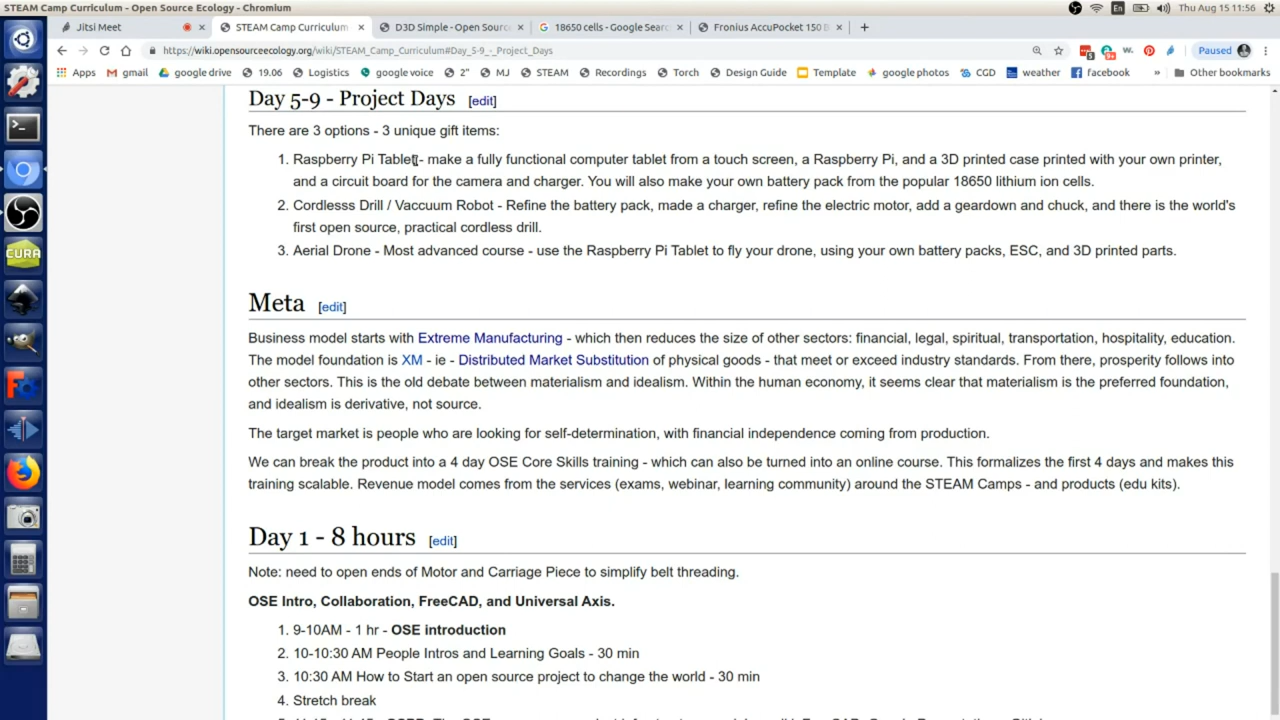 STEAM Camp Curriculum - Open Source Ecology - Chromium
En
Thu Aug 15 11:56
Jitsi Meet
STEAM Camp Curriculum
D3D Simple - Open Sourc
18650 cells - Google Searc
Fronius AccuPocket 150 B
https://wiki.opensourceecology.org/wiki/STEAM_Camp_Curriculum#Day_5-9_-_Project_Days
5
9+
w.
Paused
Apps
gmail
google drive
19.06
Logistics
google voice
2"
MJ
STEAM
Recordings
Torch
Design Guide
Template
google photos
CGD
weather
facebook
»
Other bookmarks
Day 5-9 - Project Days [edit]
There are 3 options - 3 unique gift items:
1. Raspberry Pi Tablet - make a fully functional computer tablet from a touch screen, a Raspberry Pi, and a 3D printed case printed with your own printer,
and a circuit board for the camera and charger. You will also make your own battery pack from the popular 18650 lithium ion cells.
2. Cordlesss Drill / Vaccuum Robot - Refine the battery pack, made a charger, refine the electric motor, add a geardown and chuck, and there is the world's
first open source, practical cordless drill.
3. Aerial Drone - Most advanced course - use the Raspberry Pi Tablet to fly your drone, using your own battery packs, ESC, and 3D printed parts.
Meta [edit]
Business model starts with Extreme Manufacturing - which then reduces the size of other sectors: financial, legal, spiritual, transportation, hospitality, education.
The model foundation is XM - ie - Distributed Market Substitution of physical goods - that meet or exceed industry standards. From there, prosperity follows into
other sectors. This is the old debate between materialism and idealism. Within the human economy, it seems clear that materialism is the preferred foundation,
and idealism is derivative, not source.
The target market is people who are looking for self-determination, with financial independence coming from production.
We can break the product into a 4 day OSE Core Skills training - which can also be turned into an online course. This formalizes the first 4 days and makes this
training scalable. Revenue model comes from the services (exams, webinar, learning community) around the STEAM Camps - and products (edu kits).
Day 1 - 8 hours [edit]
Note: need to open ends of Motor and Carriage Piece to simplify belt threading.
OSE Intro, Collaboration, FreeCAD, and Universal Axis.
1. 9-10AM - 1 hr - OSE introduction
2. 10-10:30 AM People Intros and Learning Goals - 30 min
3. 10:30 AM How to Start an open source project to change the world - 30 min
4. Stretch break
CURA